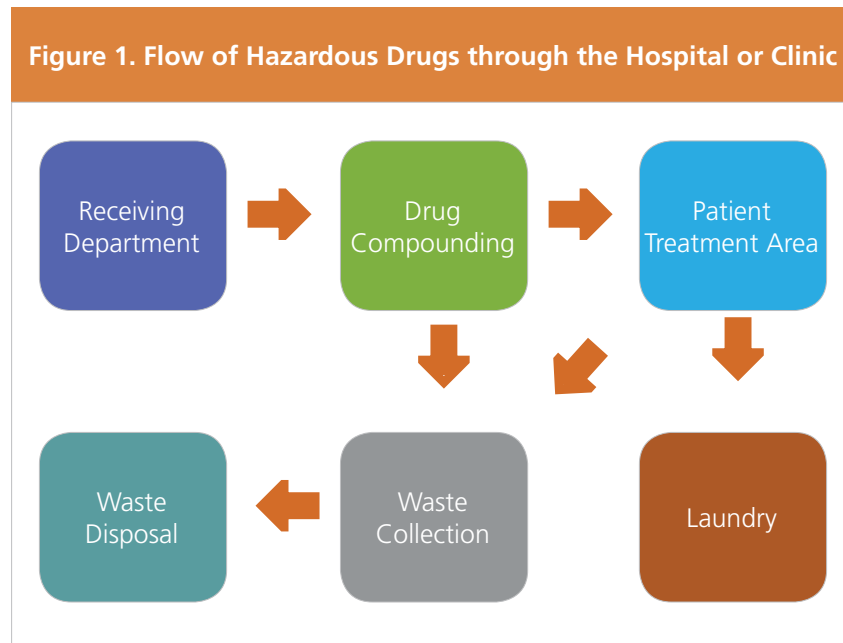 Figure 1. Flow of Hazardous Drugs through the Hospital or Clinic
Receiving
Department
Drug
Compounding
Patient
Treatment Area
Waste
Disposal
Waste
Collection
Laundry